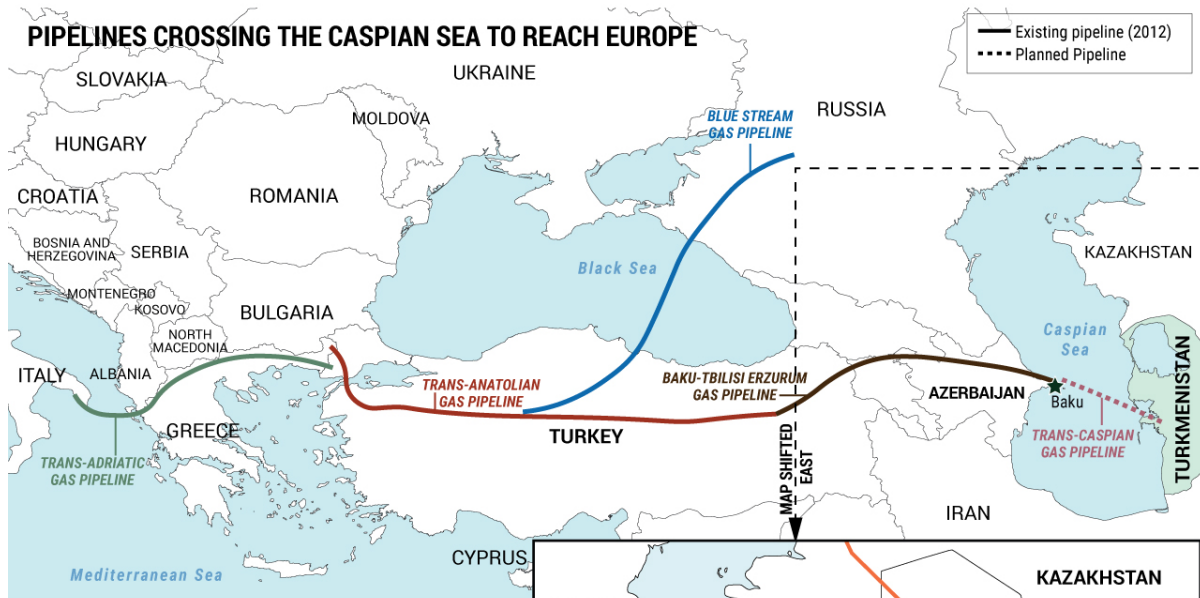 PIPELINES CROSSING THE CASPIAN SEA TO REACH EUROPE
Existing pipeline (2012)
Planned Pipeline
SLOVAKIA
UKRAINE
RUSSIA
MOLDOVA
BLUE STREAM
GAS PIPELINE
HUNGARY
CROATIA
ROMANIA
BOSNIA AND
HERZEGOVINA
SERBIA
Black Sea
KAZAKHSTAN
MONTENEGRO
KOSOVO
BULGARIA
NORTH
MACEDONIA
Caspian
Sea
ITALY
ALBANIA
TRANS-ANATOLIAN
GAS PIPELINE
BAKU-TBILISI ERZURUM
GAS PIPELINE
AZERBAIJAN
Baku
TURKMENISTAN
GREECE
TURKEY
TRANS-CASPIAN
GAS PIPELINE
TRANS-ADRIATIC
GAS PIPELINE
MAP SHIFTED
EAST
IRAN
CYPRUS
Mediterranean Sea
KAZAKHSTAN